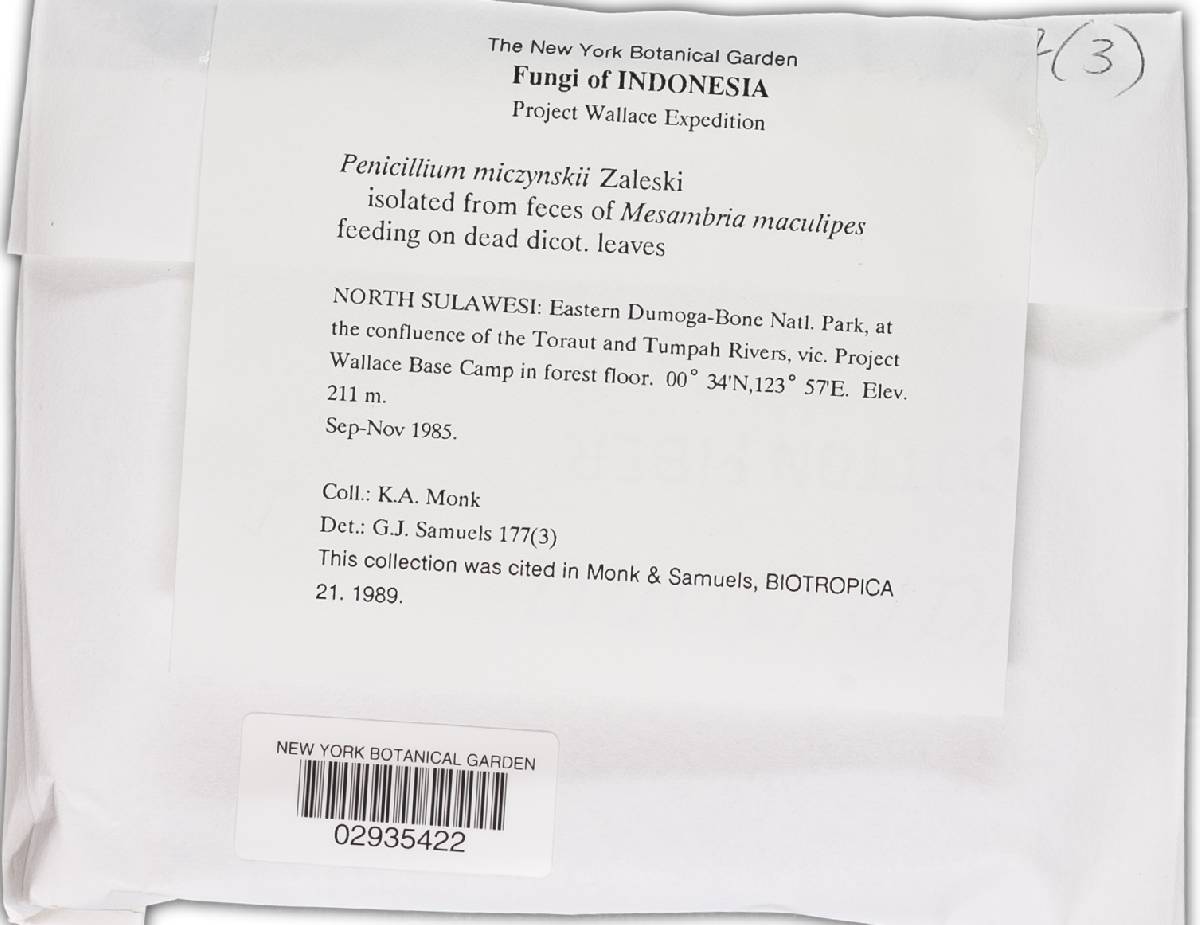 The New York Botanical Garden
Fungi of INDONESIA
Project Wallace Expedition
(3)
Penicillium miczynskii Zaleski
isolated from feces of Mesambria maculipes
feeding on dead dicot. leaves
NORTH SULAWESI: Eastern Dumoga-Bone Natl. Park, at
the confluence of the Toraut and Tumpah Rivers, vic. Project
Wallace Base Camp in forest floor. 00° 34'N,123° 57'E. Elev.
211 m.
Sep-Nov 1985.
Coll.: K.A. Monk
Det.: G.J. Samuels 177(3)
This collection was cited in Monk & Samuels, BIOTROPICA
21. 1989.
NEW YORK BOTANICAL GARDEN
02935422